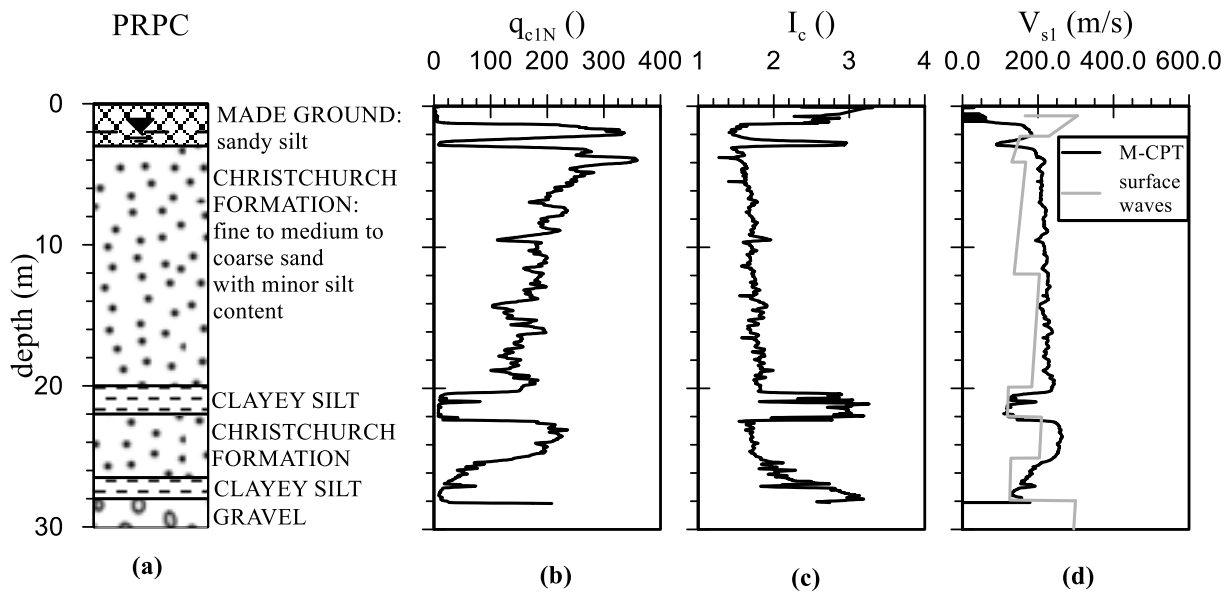 PRPC
q_c1N ()
I_c ()
V_s1 (m/s)
0 100 200 300 400
1 2 3 4
0.0 200.0 400.0 600.0
depth (m)
0
10
20
30
MADE GROUND:
sandy silt
CHRISTCHURCH
FORMATION:
fine to medium to
coarse sand
with minor silt
content
CLAYEY SILT
CHRISTCHURCH
FORMATION
CLAYEY SILT
GRAVEL
M-CPT
surface
waves
(a)
(b)
(c)
(d)